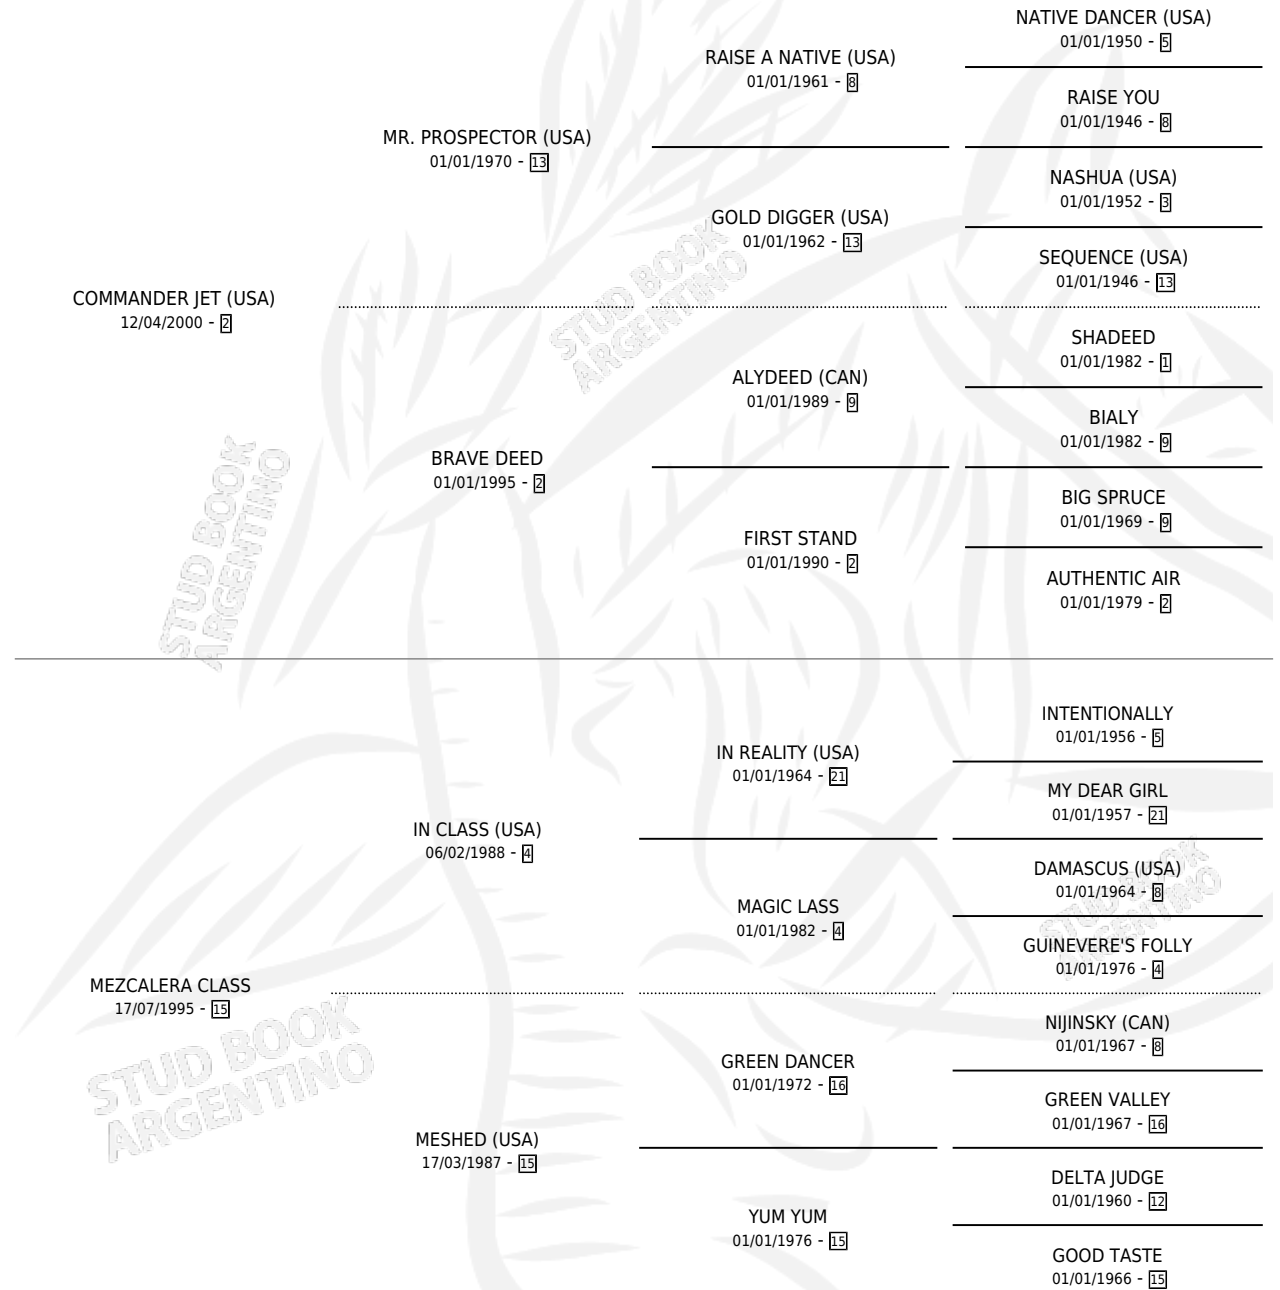 NATIVE DANCER (USA)
01/01/1950 - 5
RAISE A NATIVE (USA)
01/01/1961 - 8
RAISE YOU
01/01/1946 - 8
MR. PROSPECTOR (USA)
01/01/1970 - 13
NASHUA (USA)
01/01/1952 - 3
GOLD DIGGER (USA)
01/01/1962 - 13
SEQUENCE (USA)
01/01/1946 - 13
COMMANDER JET (USA)
12/04/2000 - 2
STUD BOOK
ARGENTINO
SHADEED
01/01/1982 - 1
ALYDEED (CAN)
01/01/1989 - 9
BIALY
01/01/1982 - 9
BRAVE DEED
01/01/1995 - 2
BIG SPRUCE
01/01/1969 - 9
FIRST STAND
01/01/1990 - 2
AUTHENTIC AIR
01/01/1979 - 2
STUD BOOK
ARGENTINO
INTENTIONALLY
01/01/1956 - 5
IN REALITY (USA)
01/01/1964 - 21
MY DEAR GIRL
01/01/1957 - 21
IN CLASS (USA)
06/02/1988 - 4
DAMASCUS (USA)
01/01/1964 - 8
MAGIC LASS
01/01/1982 - 4
GUINEVERE'S FOLLY
01/01/1976 - 4
STUD BOOK
ARGENTINO
MEZCALERA CLASS
17/07/1995 - 15
NIJINSKY (CAN)
01/01/1967 - 8
GREEN DANCER
01/01/1972 - 16
GREEN VALLEY
01/01/1967 - 16
STUD BOOK
ARGENTINO
MESHED (USA)
17/03/1987 - 15
DELTA JUDGE
01/01/1960 - 12
YUM YUM
01/01/1976 - 15
GOOD TASTE
01/01/1966 - 15